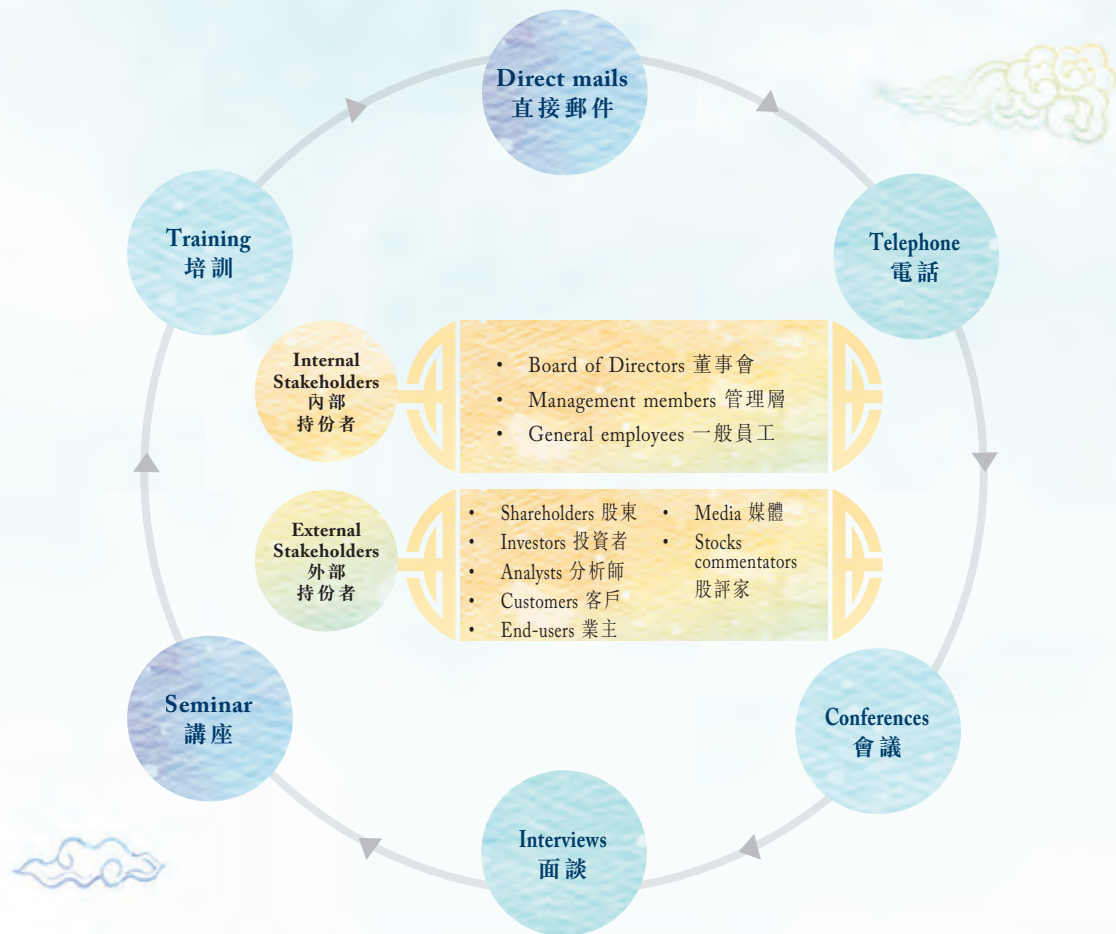 Direct mails
直接郵件
Telephone
電話
Conferences
會議
Interviews
面談
Seminar
講座
Training
培訓
Internal
Stakeholders
內部
持份者
• Board of Directors 董事會
• Management members 管理層
• General employees 一般員工
External
Stakeholders
外部
持份者
• Shareholders 股東
• Investors 投資者
• Analysts 分析師
• Customers 客戶
• End-users 業主
• Media 媒體
• Stocks
commentators
股評家